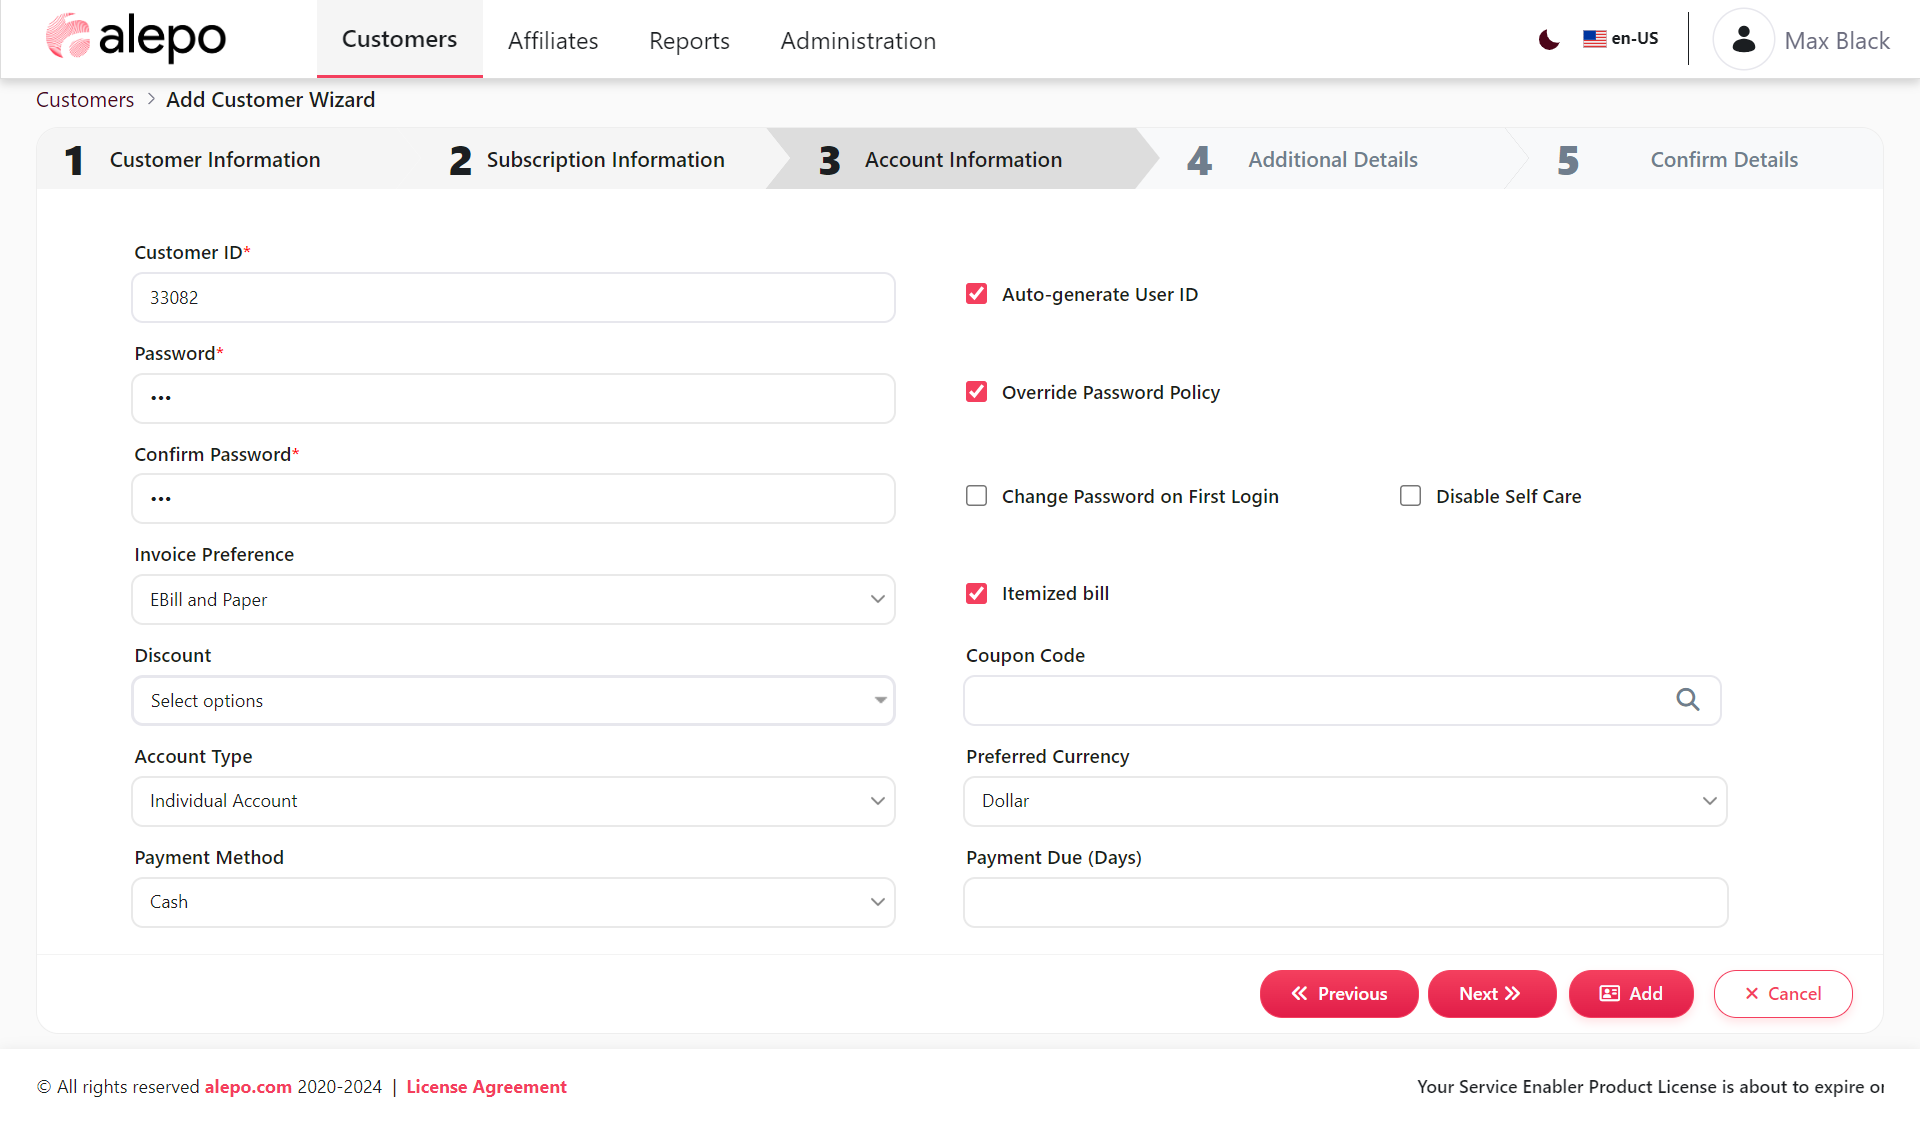 alepo
Customers
Affiliates
Reports
Administration
en-US
Max Black
Customers > Add Customer Wizard
1 Customer Information
2 Subscription Information
3 Account Information
4 Additional Details
5 Confirm Details
Customer ID*
33082
Auto-generate User ID
Password*
•••
Override Password Policy
Confirm Password*
•••
Change Password on First Login
Disable Self Care
Invoice Preference
EBill and Paper
Itemized bill
Discount
Select options
Coupon Code
Account Type
Individual Account
Preferred Currency
Dollar
Payment Method
Cash
Payment Due (Days)
Previous
Next
Add
Cancel
© All rights reserved alepo.com 2020-2024 | License Agreement
Your Service Enabler Product License is about to expire